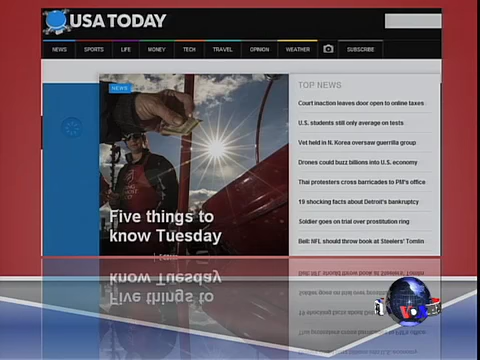 USA TODAY
NEWS SPORTS LIFE MONEY TECH TRAVEL OPINION WEATHER SUBSCRIBE
NEWS
Five things to
know Tuesday
TOP NEWS
Court inaction leaves door open to online taxes
U.S. students still only average on tests
Vet held in N. Korea oversaw guerrilla group
Drones could buzz billions into U.S. economy
Thai protesters cross barricades to PM's office
19 shocking facts about Detroit's bankruptcy
Soldier goes on trial over prostitution ring
Bell: NFL should throw book at Steelers' Tomlin
VOA